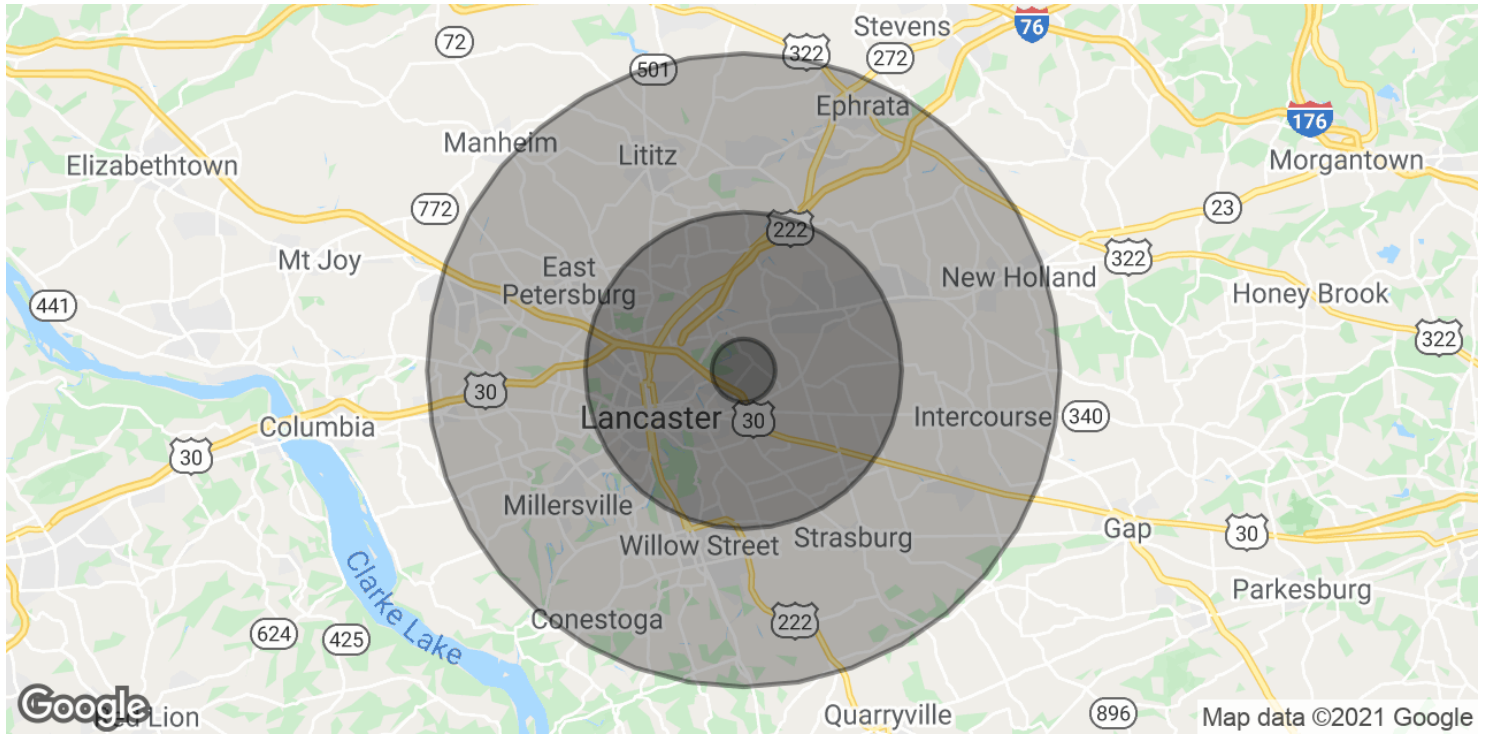 Stevens
76
72
322
272
501
Ephrata
176
Manheim
Lititz
Morgantown
Elizabethtown
772
23
222
322
Mt Joy
East
Petersburg
New Holland
Honey Brook
441
322
30
Lancaster
30
Intercourse
340
Columbia
30
Millersville
Gap
30
Willow Street
Strasburg
Parkesburg
Clarke Lake
Conestoga
222
624
425
Google
Red Lion
Quarryville
896
Map data ©2021 Google